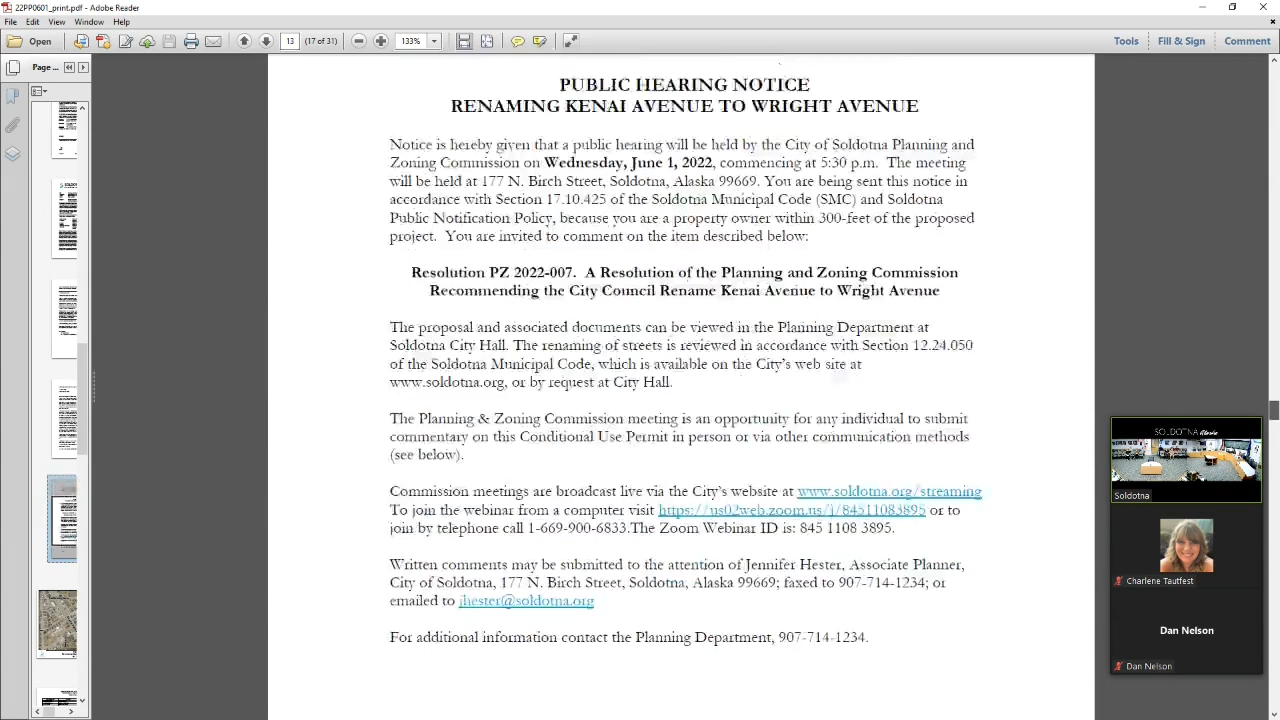 22PP0601_print.pdf - Adobe Reader
File Edit View Window Help
Open 13 (17 of 31) 133% Tools Fill & Sign Comment
Page ...
PUBLIC HEARING NOTICE
RENAMING KENAI AVENUE TO WRIGHT AVENUE
Notice is hereby given that a public hearing will be held by the City of Soldotna Planning and
Zoning Commission on Wednesday, June 1, 2022, commencing at 5:30 p.m. The meeting
will be held at 177 N. Birch Street, Soldotna, Alaska 99669. You are being sent this notice in
accordance with Section 17.10.425 of the Soldotna Municipal Code (SMC) and Soldotna
Public Notification Policy, because you are a property owner within 300-feet of the proposed
project. You are invited to comment on the item described below:
Resolution PZ 2022-007. A Resolution of the Planning and Zoning Commission
Recommending the City Council Rename Kenai Avenue to Wright Avenue
The proposal and associated documents can be viewed in the Planning Department at
Soldotna City Hall. The renaming of streets is reviewed in accordance with Section 12.24.050
of the Soldotna Municipal Code, which is available on the City's web site at
www.soldotna.org, or by request at City Hall.
The Planning & Zoning Commission meeting is an opportunity for any individual to submit
commentary on this Conditional Use Permit in person or via other communication methods
(see below).
Commission meetings are broadcast live via the City's website at www.soldotna.org/streaming
To join the webinar from a computer visit https://us02web.zoom.us/j/84511083895 or to
join by telephone call 1-669-900-6833.The Zoom Webinar ID is: 845 1108 3895.
Written comments may be submitted to the attention of Jennifer Hester, Associate Planner,
City of Soldotna, 177 N. Birch Street, Soldotna, Alaska 99669; faxed to 907-714-1234; or
emailed to jhester@soldotna.org
For additional information contact the Planning Department, 907-714-1234.
SOLDOTNA Alaska
Soldotna
Charlene Tautfest
Dan Nelson
Dan Nelson